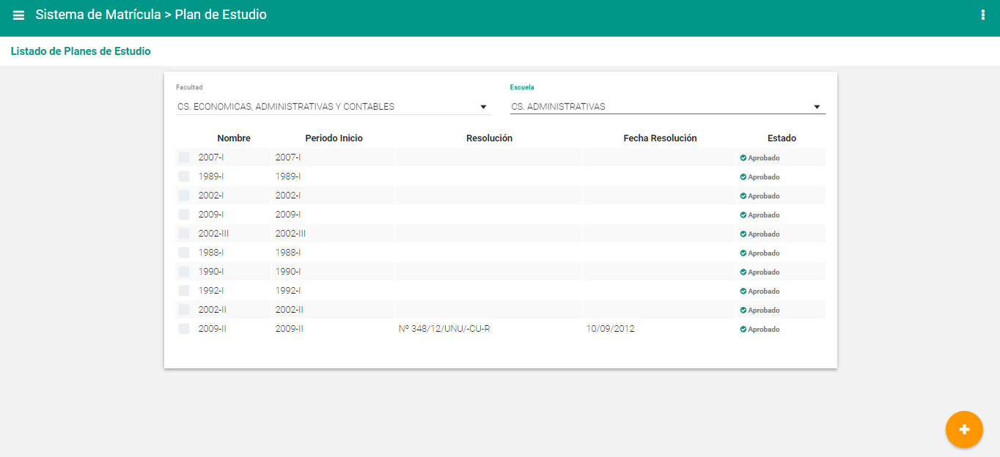 Sistema de Matrícula > Plan de Estudio
Listado de Planes de Estudio
Facultad Escuela
CS. ECONOMICAS, ADMINISTRATIVAS Y CONTABLES CS. ADMINISTRATIVAS
Nombre Periodo Inicio Resolución Fecha Resolución Estado
2007-I 2007-I Aprobado
1989-I 1989-I Aprobado
2002-I 2002-I Aprobado
2009-I 2009-I Aprobado
2002-III 2002-III Aprobado
1988-I 1988-I Aprobado
1990-I 1990-I Aprobado
1992-I 1992-I Aprobado
2002-II 2002-II Aprobado
2009-II 2009-II Nº 348/12/UNU/-CU-R 10/09/2012 Aprobado